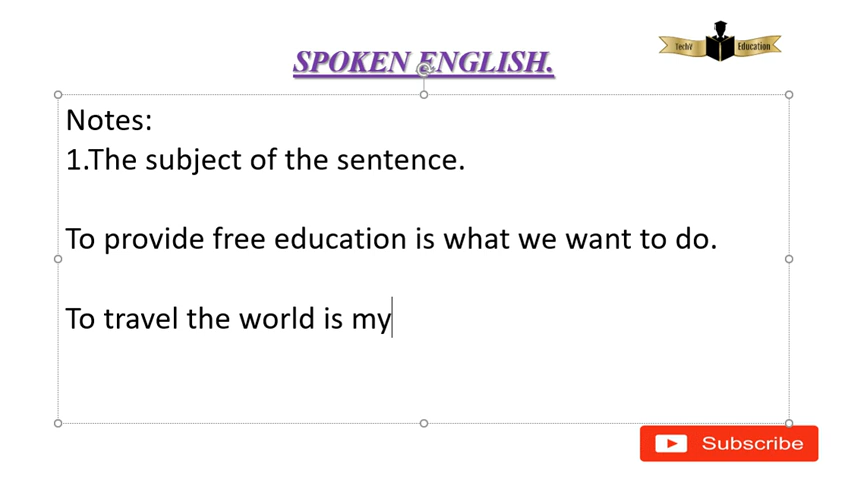 SPOKEN ENGLISH.
TechY Education
Notes:
1.The subject of the sentence.
To provide free education is what we want to do.
To travel the world is my
Subscribe